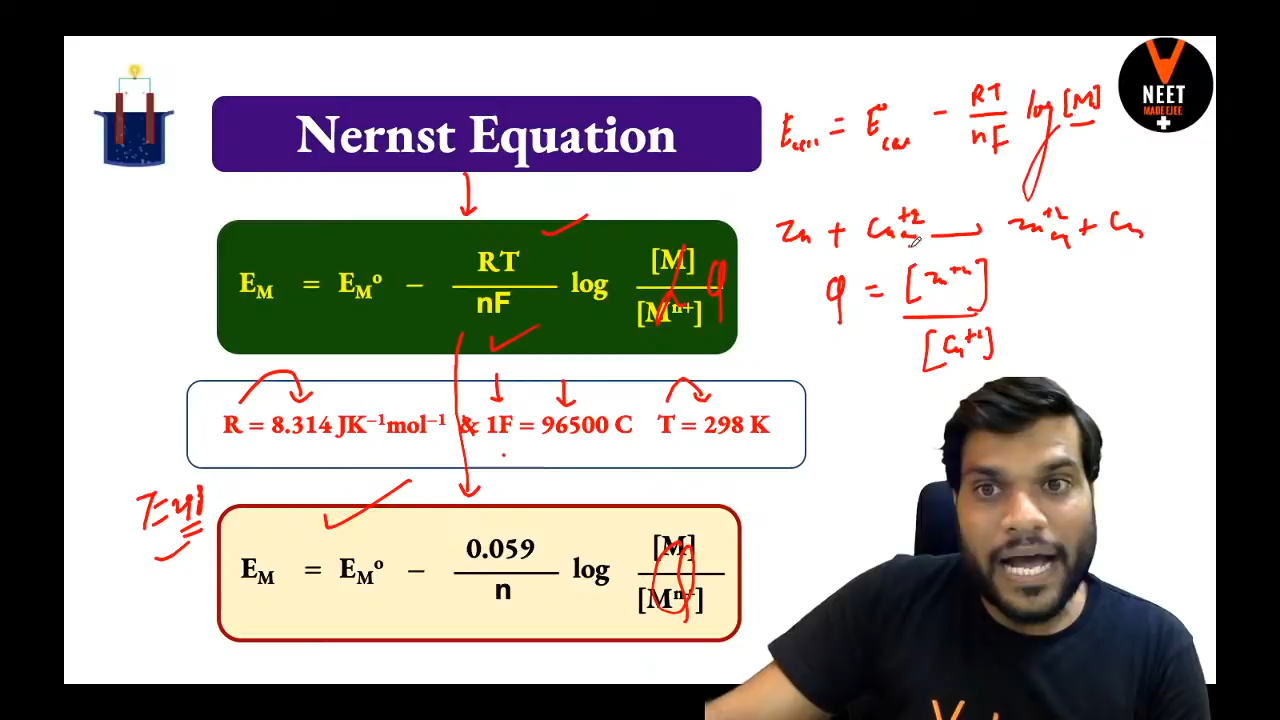 Nernst Equation
E_M = E_M° − RT/nF log [M]/[Mⁿ⁺] φ
R = 8.314 JK⁻¹mol⁻¹ & 1F = 96500 C T = 298 K
E_M = E_M° − 0.059/n log [M]/[Mⁿ⁺]
NEET
MADE EJEE
E_cell = E°_cell − RT/nF log [M]
Zn + Cu⁺² Zn⁺² + Cu
φ = [Zn⁺²]/[Cu⁺²]